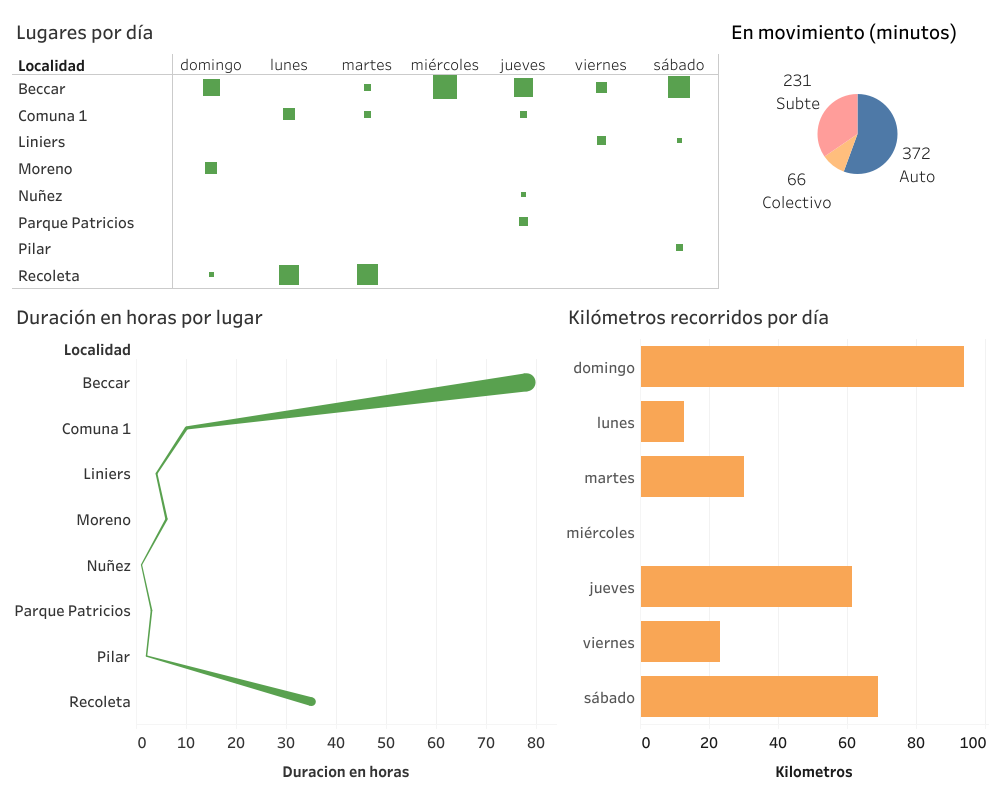 Lugares por día
En movimiento (minutos)
Localidad domingo lunes martes miércoles jueves viernes sábado
Beccar
Comuna 1
Liniers
Moreno
Nuñez
Parque Patricios
Pilar
Recoleta
231
Subte
372
Auto
66
Colectivo
Duración en horas por lugar
Localidad
Beccar
Comuna 1
Liniers
Moreno
Nuñez
Parque Patricios
Pilar
Recoleta
0 10 20 30 40 50 60 70 80
Duracion en horas
Kilómetros recorridos por día
domingo
lunes
martes
miércoles
jueves
viernes
sábado
0 20 40 60 80 100
Kilometros